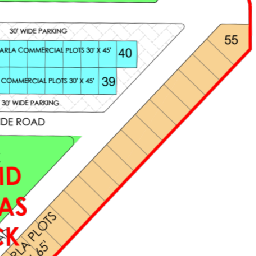 30' WIDE PARKING
ARLA COMMERCIAL PLOTS 30' X 45'
40
COMMERCIAL PLOTS 30' X 45'
39
30' WIDE PARKING
DE ROAD
55
ID
AS
CK
RLA PLOTS
65'